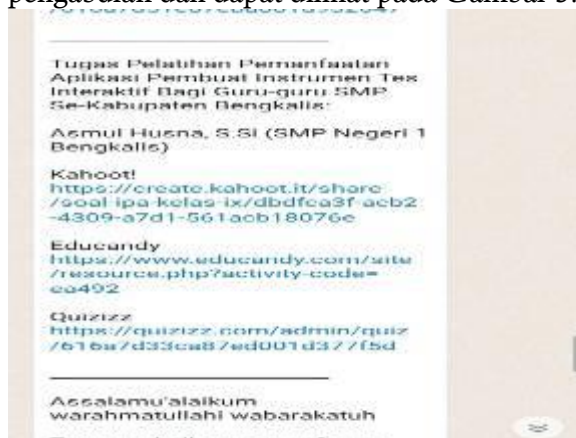 pengabdian dan dapat dilihat pada Gambar 3.
Tugas Pelatihan Pemanfaatan
Aplikasi Pembuat Instrumen Tes
Interaktif Bagi Guru-guru SMP
Se-Kabupaten Bengkalis:
Asmul Husna, S.Si (SMP Negeri 1
Bengkalis)
Kahoot!
https://create.kahoot.it/share
/soal-ipa-kelas-ix/dbdfea3f-aeb2
-4309-a7d1-561acb18076e
Educandy
https://www.educandy.com/site
/resource.php?activity-code=
ea492
Quizizz
https://quizizz.com/admin/quiz
/616a7d33ca87ed001d377f5d
Assalamu'alaikum
warahmatullahi wabarakatuh